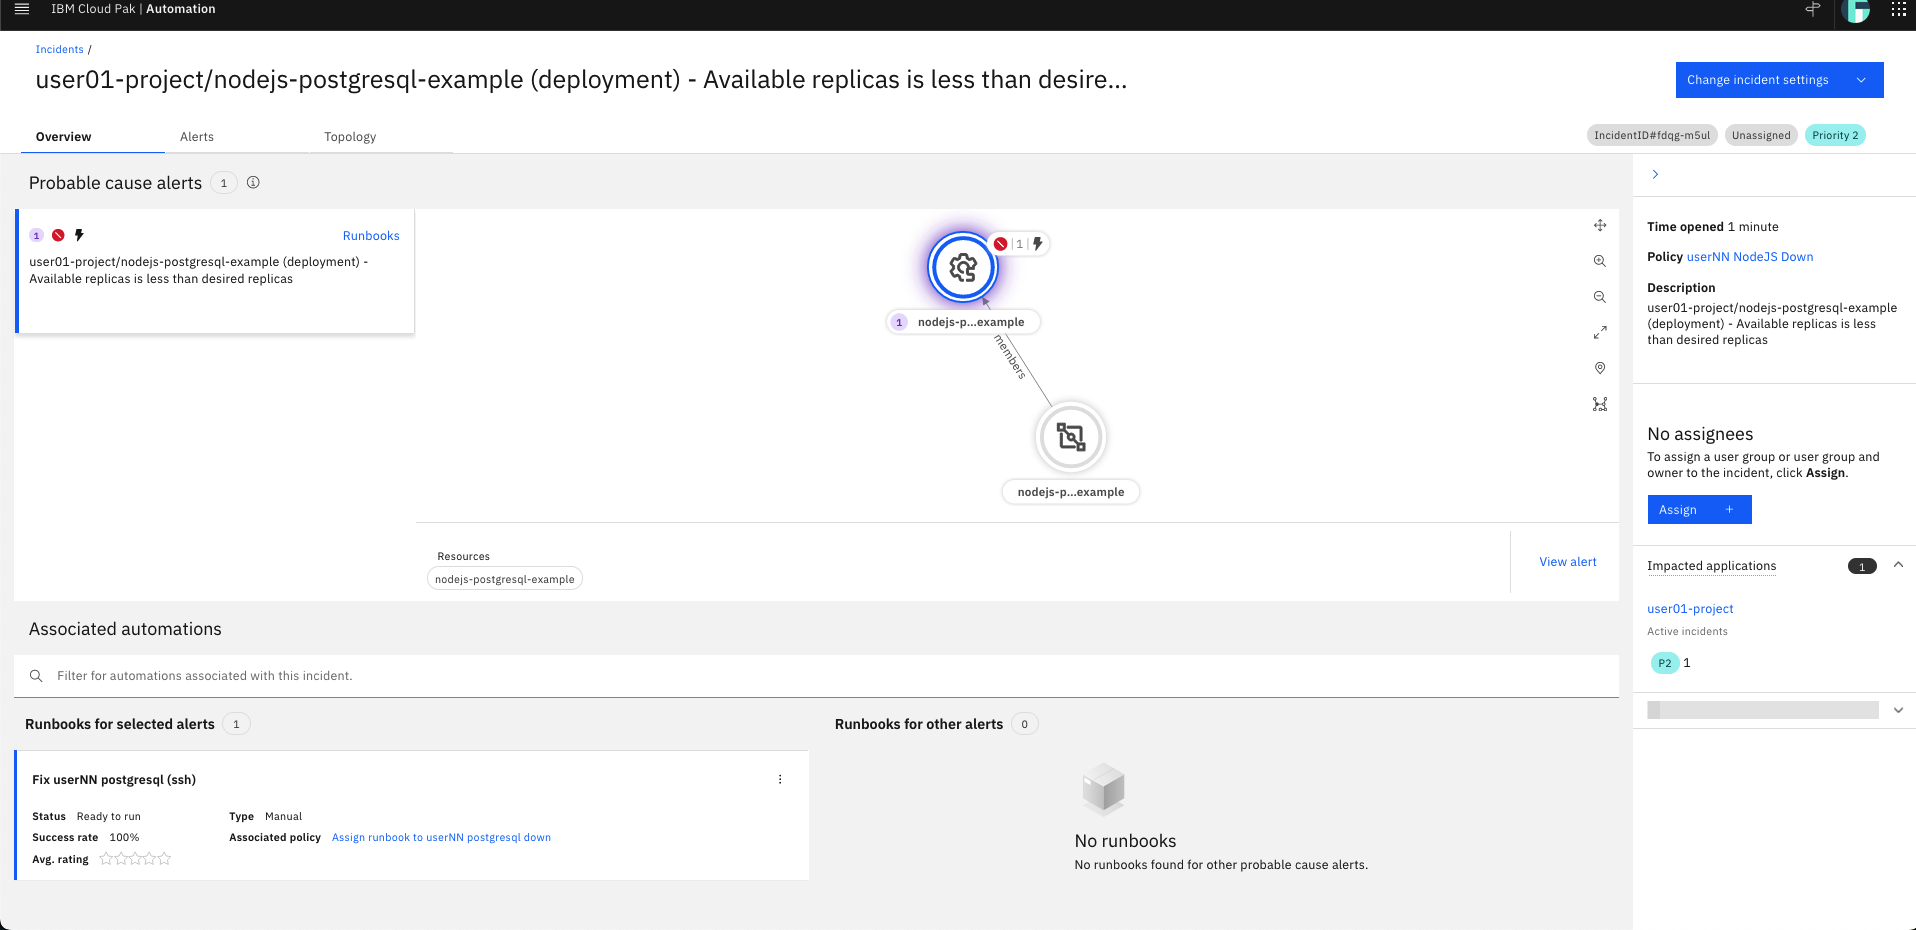 IBM Cloud Pak | Automation
Incidents /
user01-project/nodejs-postgresql-example (deployment) - Available replicas is less than desire...
Change incident settings
Overview
Alerts
Topology
IncidentID#fdqg-m5ul
Unassigned
Priority 2
Probable cause alerts 1
1
Runbooks
user01-project/nodejs-postgresql-example (deployment) -
Available replicas is less than desired replicas
| 1 |
1 nodejs-p...example
members
nodejs-p...example
Resources
nodejs-postgresql-example
View alert
Time opened 1 minute
Policy userNN NodeJS Down
Description
user01-project/nodejs-postgresql-example
(deployment) - Available replicas is less
than desired replicas
No assignees
To assign a user group or user group and
owner to the incident, click Assign.
Assign +
Impacted applications 1
user01-project
Active incidents
P2 1
Associated automations
Filter for automations associated with this incident.
Runbooks for selected alerts 1
Fix userNN postgresql (ssh)
Status Ready to run
Type Manual
Success rate 100%
Associated policy Assign runbook to userNN postgresql down
Avg. rating
Runbooks for other alerts 0
No runbooks
No runbooks found for other probable cause alerts.